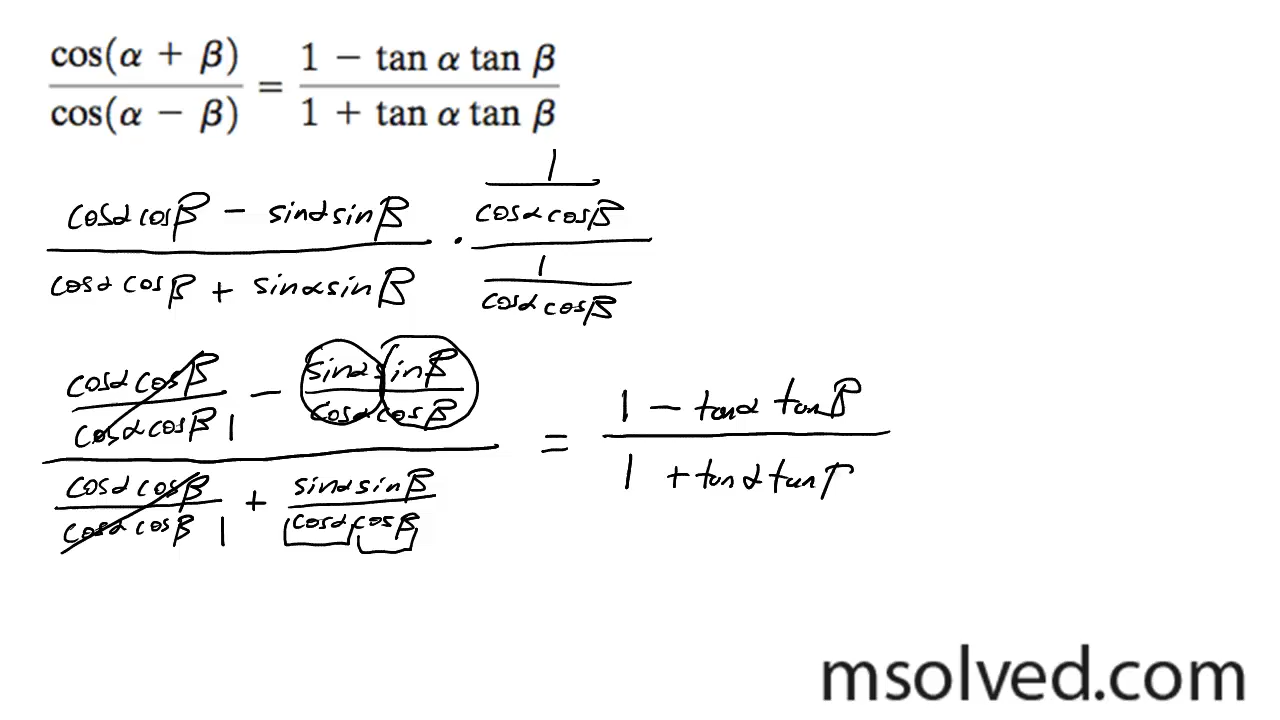 cos(α + β) / cos(α − β) = 1 − tan α tan β / 1 + tan α tan β
1 / cosα cosβ
cosα cosβ − sinα sinβ
·
cosα cosβ + sinα sinβ
1 / cosα cosβ
cosα cosβ / cosα cosβ 1 − sinα sinβ / cosα cosβ
cosα cosβ / cosα cosβ 1 + sinα sinβ / cosα cosβ
= 1 − tanα tanβ
1 + tanα tanβ
msolved.com